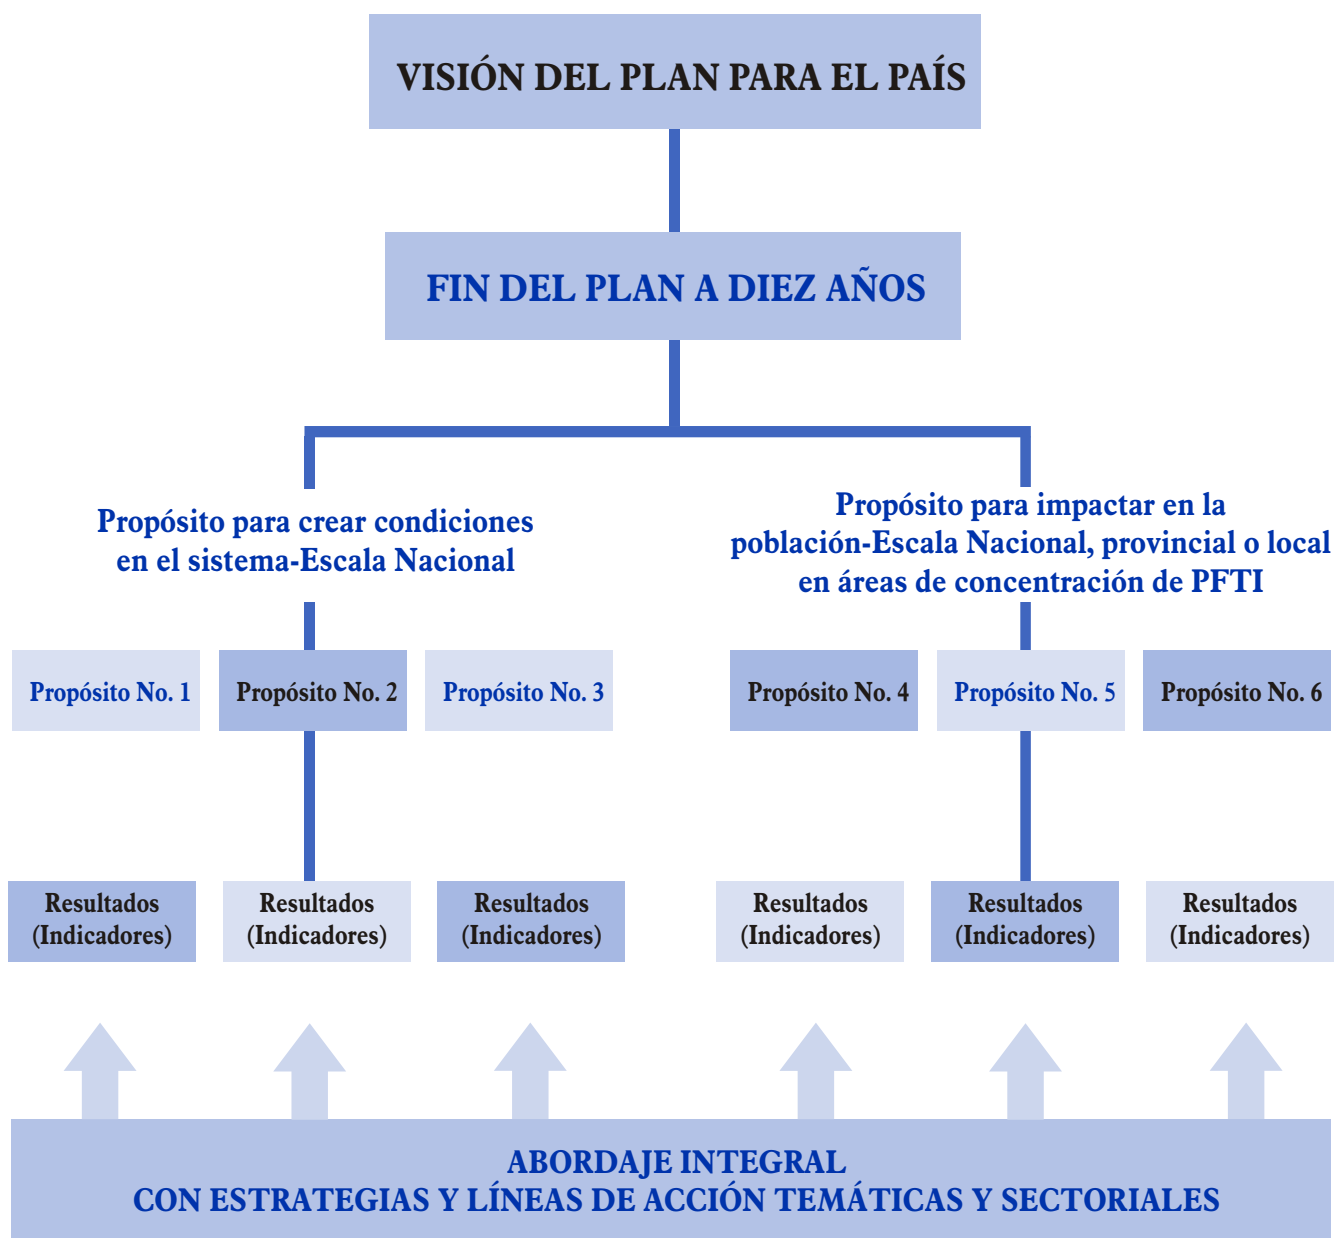 VISIÓN DEL PLAN PARA EL PAÍS
FIN DEL PLAN A DIEZ AÑOS
Propósito para crear condiciones
en el sistema-Escala Nacional
Propósito para impactar en la
población-Escala Nacional, provincial o local
en áreas de concentración de PFTI
Propósito No. 1
Propósito No. 2
Propósito No. 3
Propósito No. 4
Propósito No. 5
Propósito No. 6
Resultados
(Indicadores)
Resultados
(Indicadores)
Resultados
(Indicadores)
Resultados
(Indicadores)
Resultados
(Indicadores)
Resultados
(Indicadores)
ABORDAJE INTEGRAL
CON ESTRATEGIAS Y LÍNEAS DE ACCIÓN TEMÁTICAS Y SECTORIALES